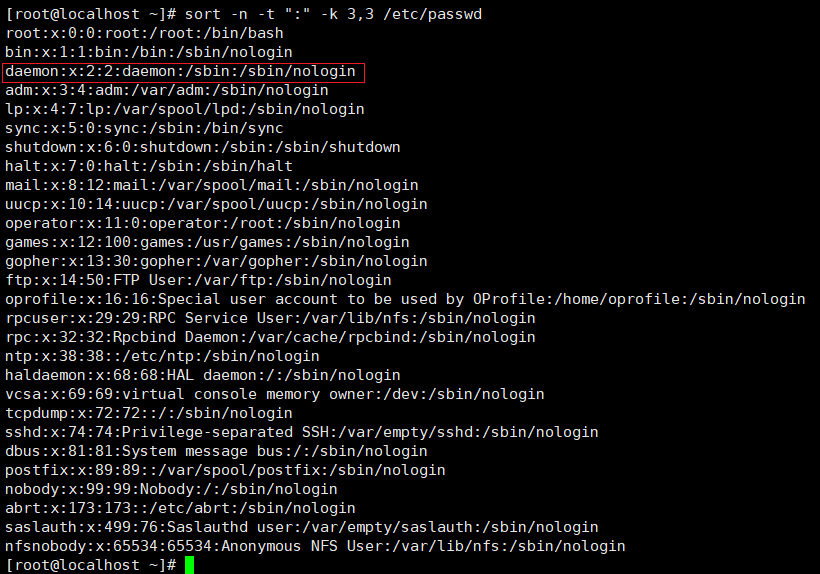 [root@localhost ~]# sort -n -t ":" -k 3,3 /etc/passwd
root:x:0:0:root:/root:/bin/bash
bin:x:1:1:bin:/bin:/sbin/nologin
daemon:x:2:2:daemon:/sbin:/sbin/nologin
adm:x:3:4:adm:/var/adm:/sbin/nologin
lp:x:4:7:lp:/var/spool/lpd:/sbin/nologin
sync:x:5:0:sync:/sbin:/bin/sync
shutdown:x:6:0:shutdown:/sbin:/sbin/shutdown
halt:x:7:0:halt:/sbin:/sbin/halt
mail:x:8:12:mail:/var/spool/mail:/sbin/nologin
uucp:x:10:14:uucp:/var/spool/uucp:/sbin/nologin
operator:x:11:0:operator:/root:/sbin/nologin
games:x:12:100:games:/usr/games:/sbin/nologin
gopher:x:13:30:gopher:/var/gopher:/sbin/nologin
ftp:x:14:50:FTP User:/var/ftp:/sbin/nologin
oprofile:x:16:16:Special user account to be used by OProfile:/home/oprofile:/sbin/nologin
rpcuser:x:29:29:RPC Service User:/var/lib/nfs:/sbin/nologin
rpc:x:32:32:Rpcbind Daemon:/var/cache/rpcbind:/sbin/nologin
ntp:x:38:38::/etc/ntp:/sbin/nologin
haldaemon:x:68:68:HAL daemon:/:/sbin/nologin
vcsa:x:69:69:virtual console memory owner:/dev:/sbin/nologin
tcpdump:x:72:72::/:/sbin/nologin
sshd:x:74:74:Privilege-separated SSH:/var/empty/sshd:/sbin/nologin
dbus:x:81:81:System message bus:/:/sbin/nologin
postfix:x:89:89::/var/spool/postfix:/sbin/nologin
nobody:x:99:99:Nobody:/:/sbin/nologin
abrt:x:173:173::/etc/abrt:/sbin/nologin
saslauth:x:499:76:Saslauthd user:/var/empty/saslauth:/sbin/nologin
nfsnobody:x:65534:65534:Anonymous NFS User:/var/lib/nfs:/sbin/nologin
[root@localhost ~]#